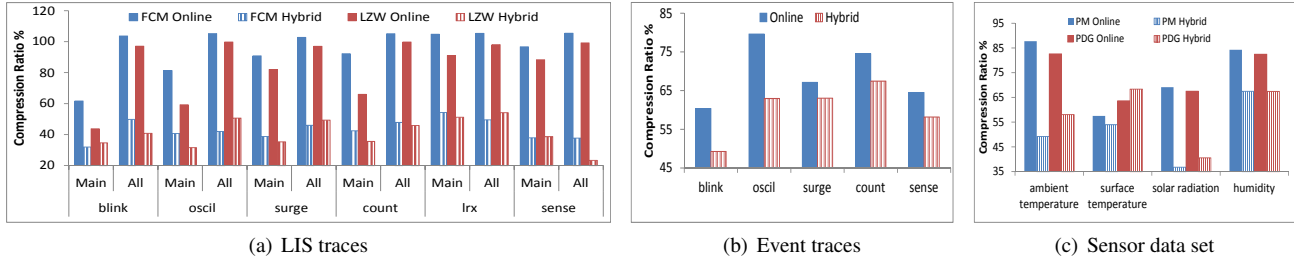 FCM Online FCM Hybrid LZW Online LZW Hybrid
Compression Ratio %
120
100
80
60
40
20
Main All Main All Main All Main All Main All Main All
blink oscil surge count lrx sense
(a) LIS traces
Online Hybrid
Compression Ratio %
85
75
65
55
45
blink oscil surge count sense
(b) Event traces
PM Online PM Hybrid
PDG Online PDG Hybrid
Compression Ratio %
95
85
75
65
55
45
35
ambient surface solar radiation humidity
temperature temperature
(c) Sensor data set